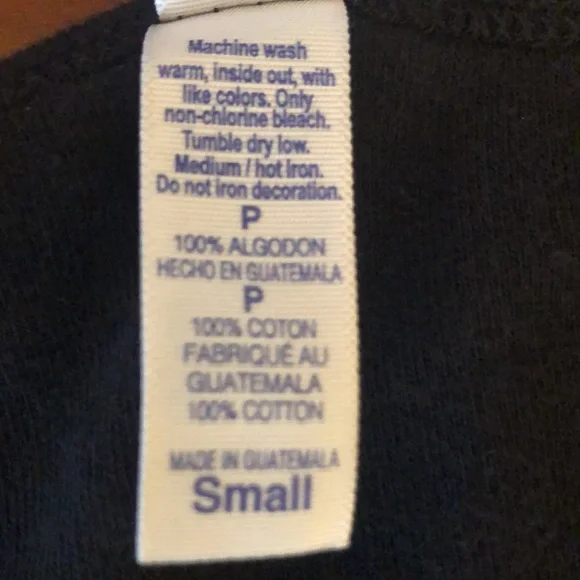 Machine wash
warm, inside out, with
like colors. Only
non-chlorine bleach.
Tumble dry low.
Medium / hot iron.
Do not iron decoration.
P
100% ALGODON
HECHO EN GUATEMALA
P
100% COTON
FABRIQUÉ AU
GUATEMALA
100% COTTON
MADE IN GUATEMALA
Small